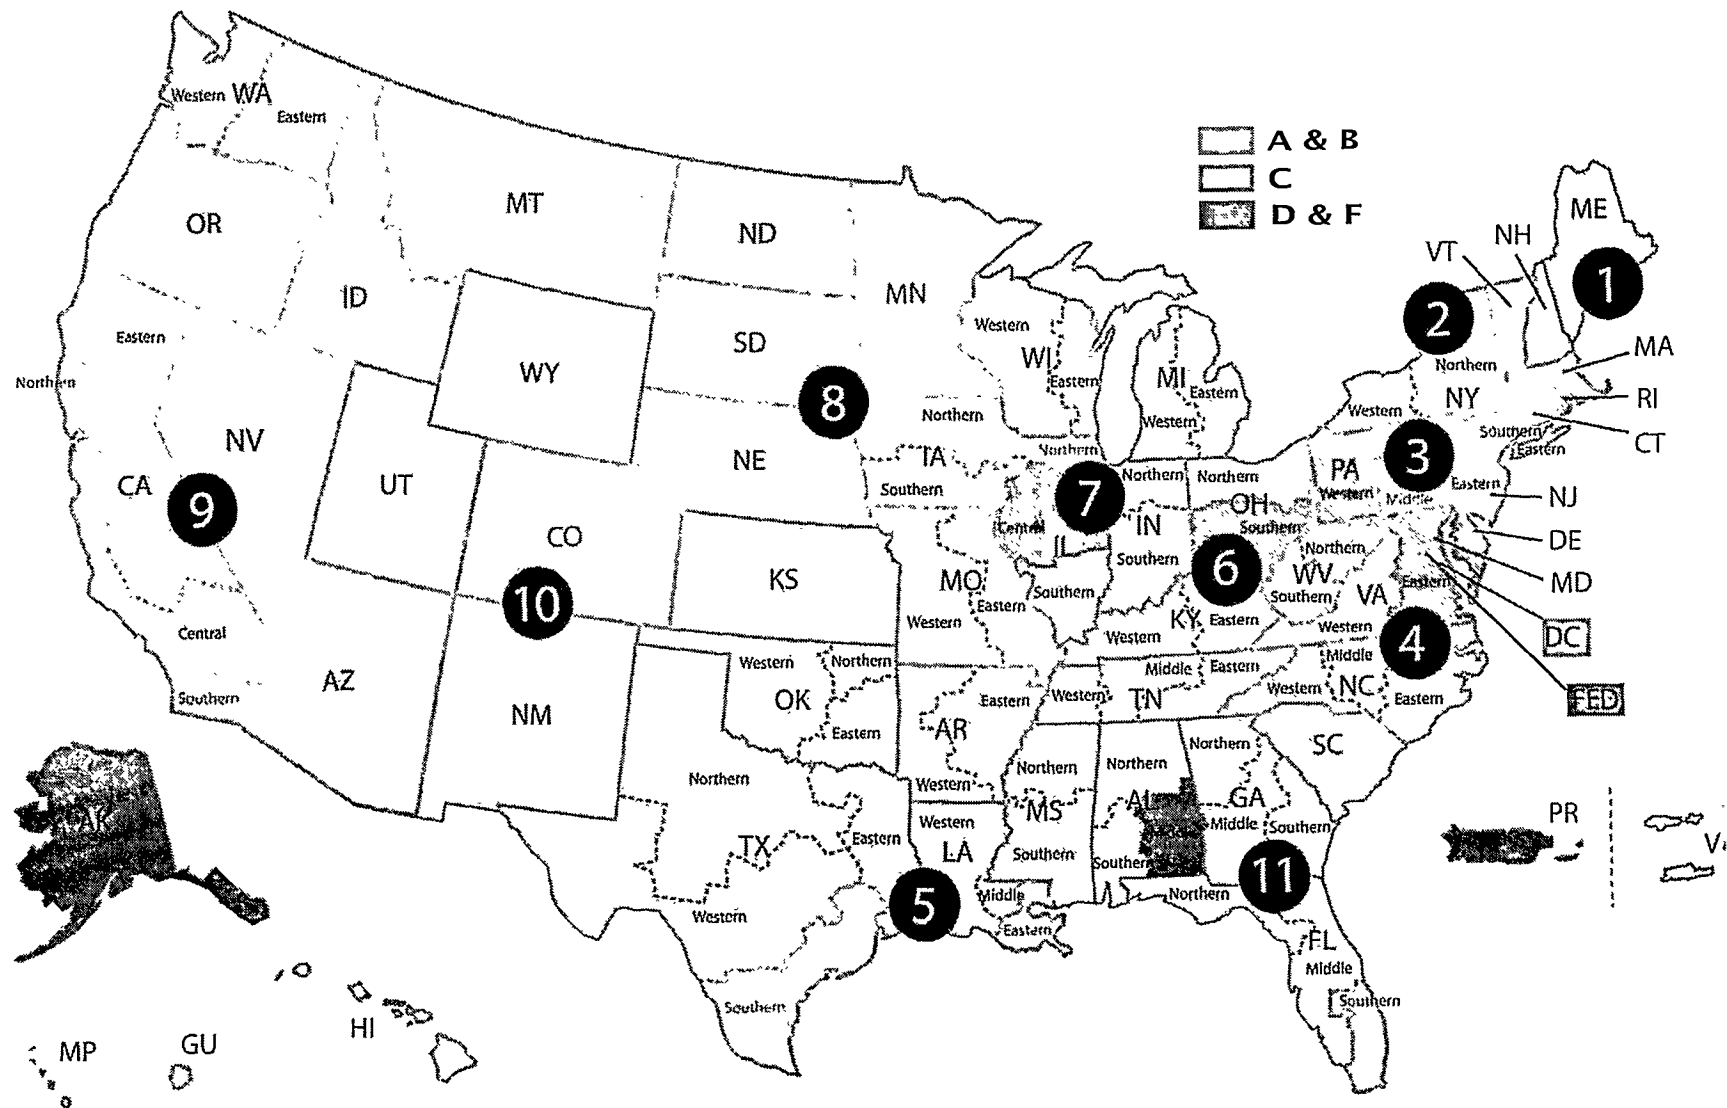 A & B
C
D & F
WA
Western
Eastern
MT
ND
MN
OR
ID
SD
WY
ME
NH
VT
1
2
Northern
MA
NY
RI
Western
CT
Southern
Eastern
Western
WI
Eastern
MI
Eastern
Western
Eastern
Northern
NV
CA
9
Central
Southern
UT
AZ
CO
10
NM
8
NE
KS
Northern
IA
Southern
Northern
7
Central
IL
Southern
Northern
IN
Southern
Northern
OH
Southern
6
PA
Western
3
Middle
Eastern
NJ
DE
MD
DC
FED
Northern
WV
Southern
Eastern
VA
Western
4
MO
Eastern
Western
KY
Eastern
Western
Middle
Eastern
TN
Western
Middle
NC
Western
Eastern
SC
Western
Northern
OK
Eastern
Eastern
AR
Western
Northern
TX
Eastern
Western
Southern
Western
LA
5
Middle
Eastern
Northern
MS
Southern
Northern
AL
Southern
Northern
GA
Middle
Southern
11
Northern
FL
Middle
Southern
PR
AK
HI
MP
GU